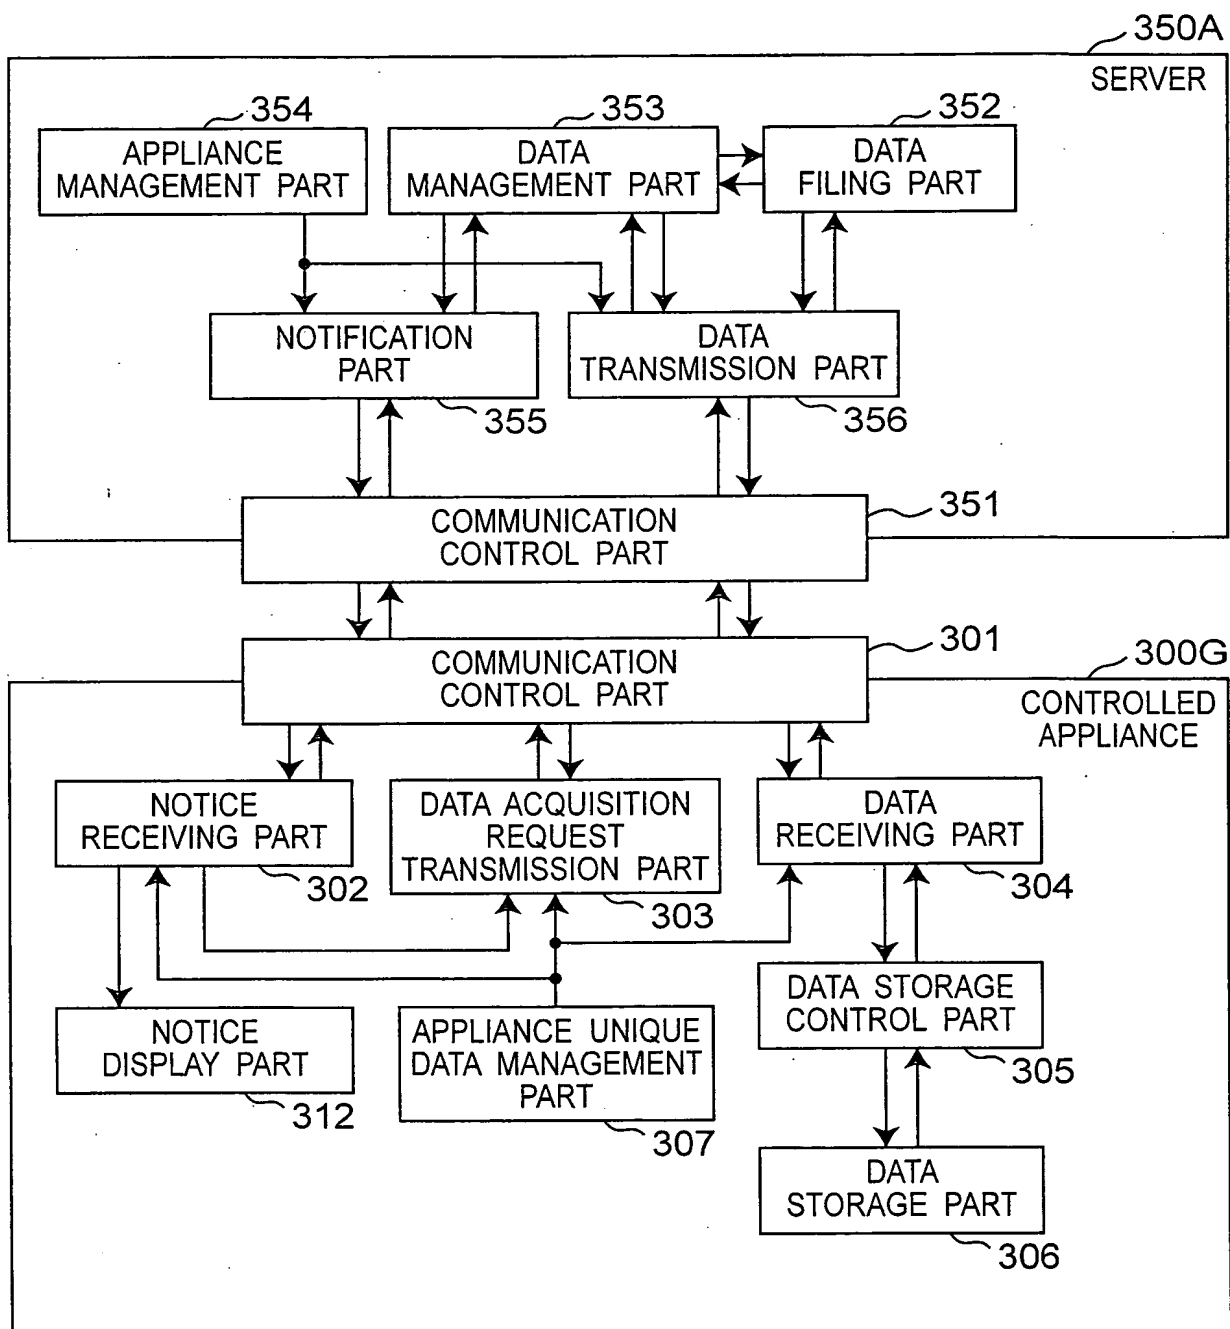 350A
SERVER
354
353
352
APPLIANCE
MANAGEMENT PART
DATA
MANAGEMENT PART
DATA
FILING PART
NOTIFICATION
PART
DATA
TRANSMISSION PART
355
356
351
COMMUNICATION
CONTROL PART
301
COMMUNICATION
CONTROL PART
300G
CONTROLLED
APPLIANCE
NOTICE
RECEIVING PART
DATA ACQUISITION
REQUEST
TRANSMISSION PART
DATA
RECEIVING PART
302
303
304
NOTICE
DISPLAY PART
APPLIANCE UNIQUE
DATA MANAGEMENT
PART
DATA STORAGE
CONTROL PART
305
312
307
DATA
STORAGE PART
306